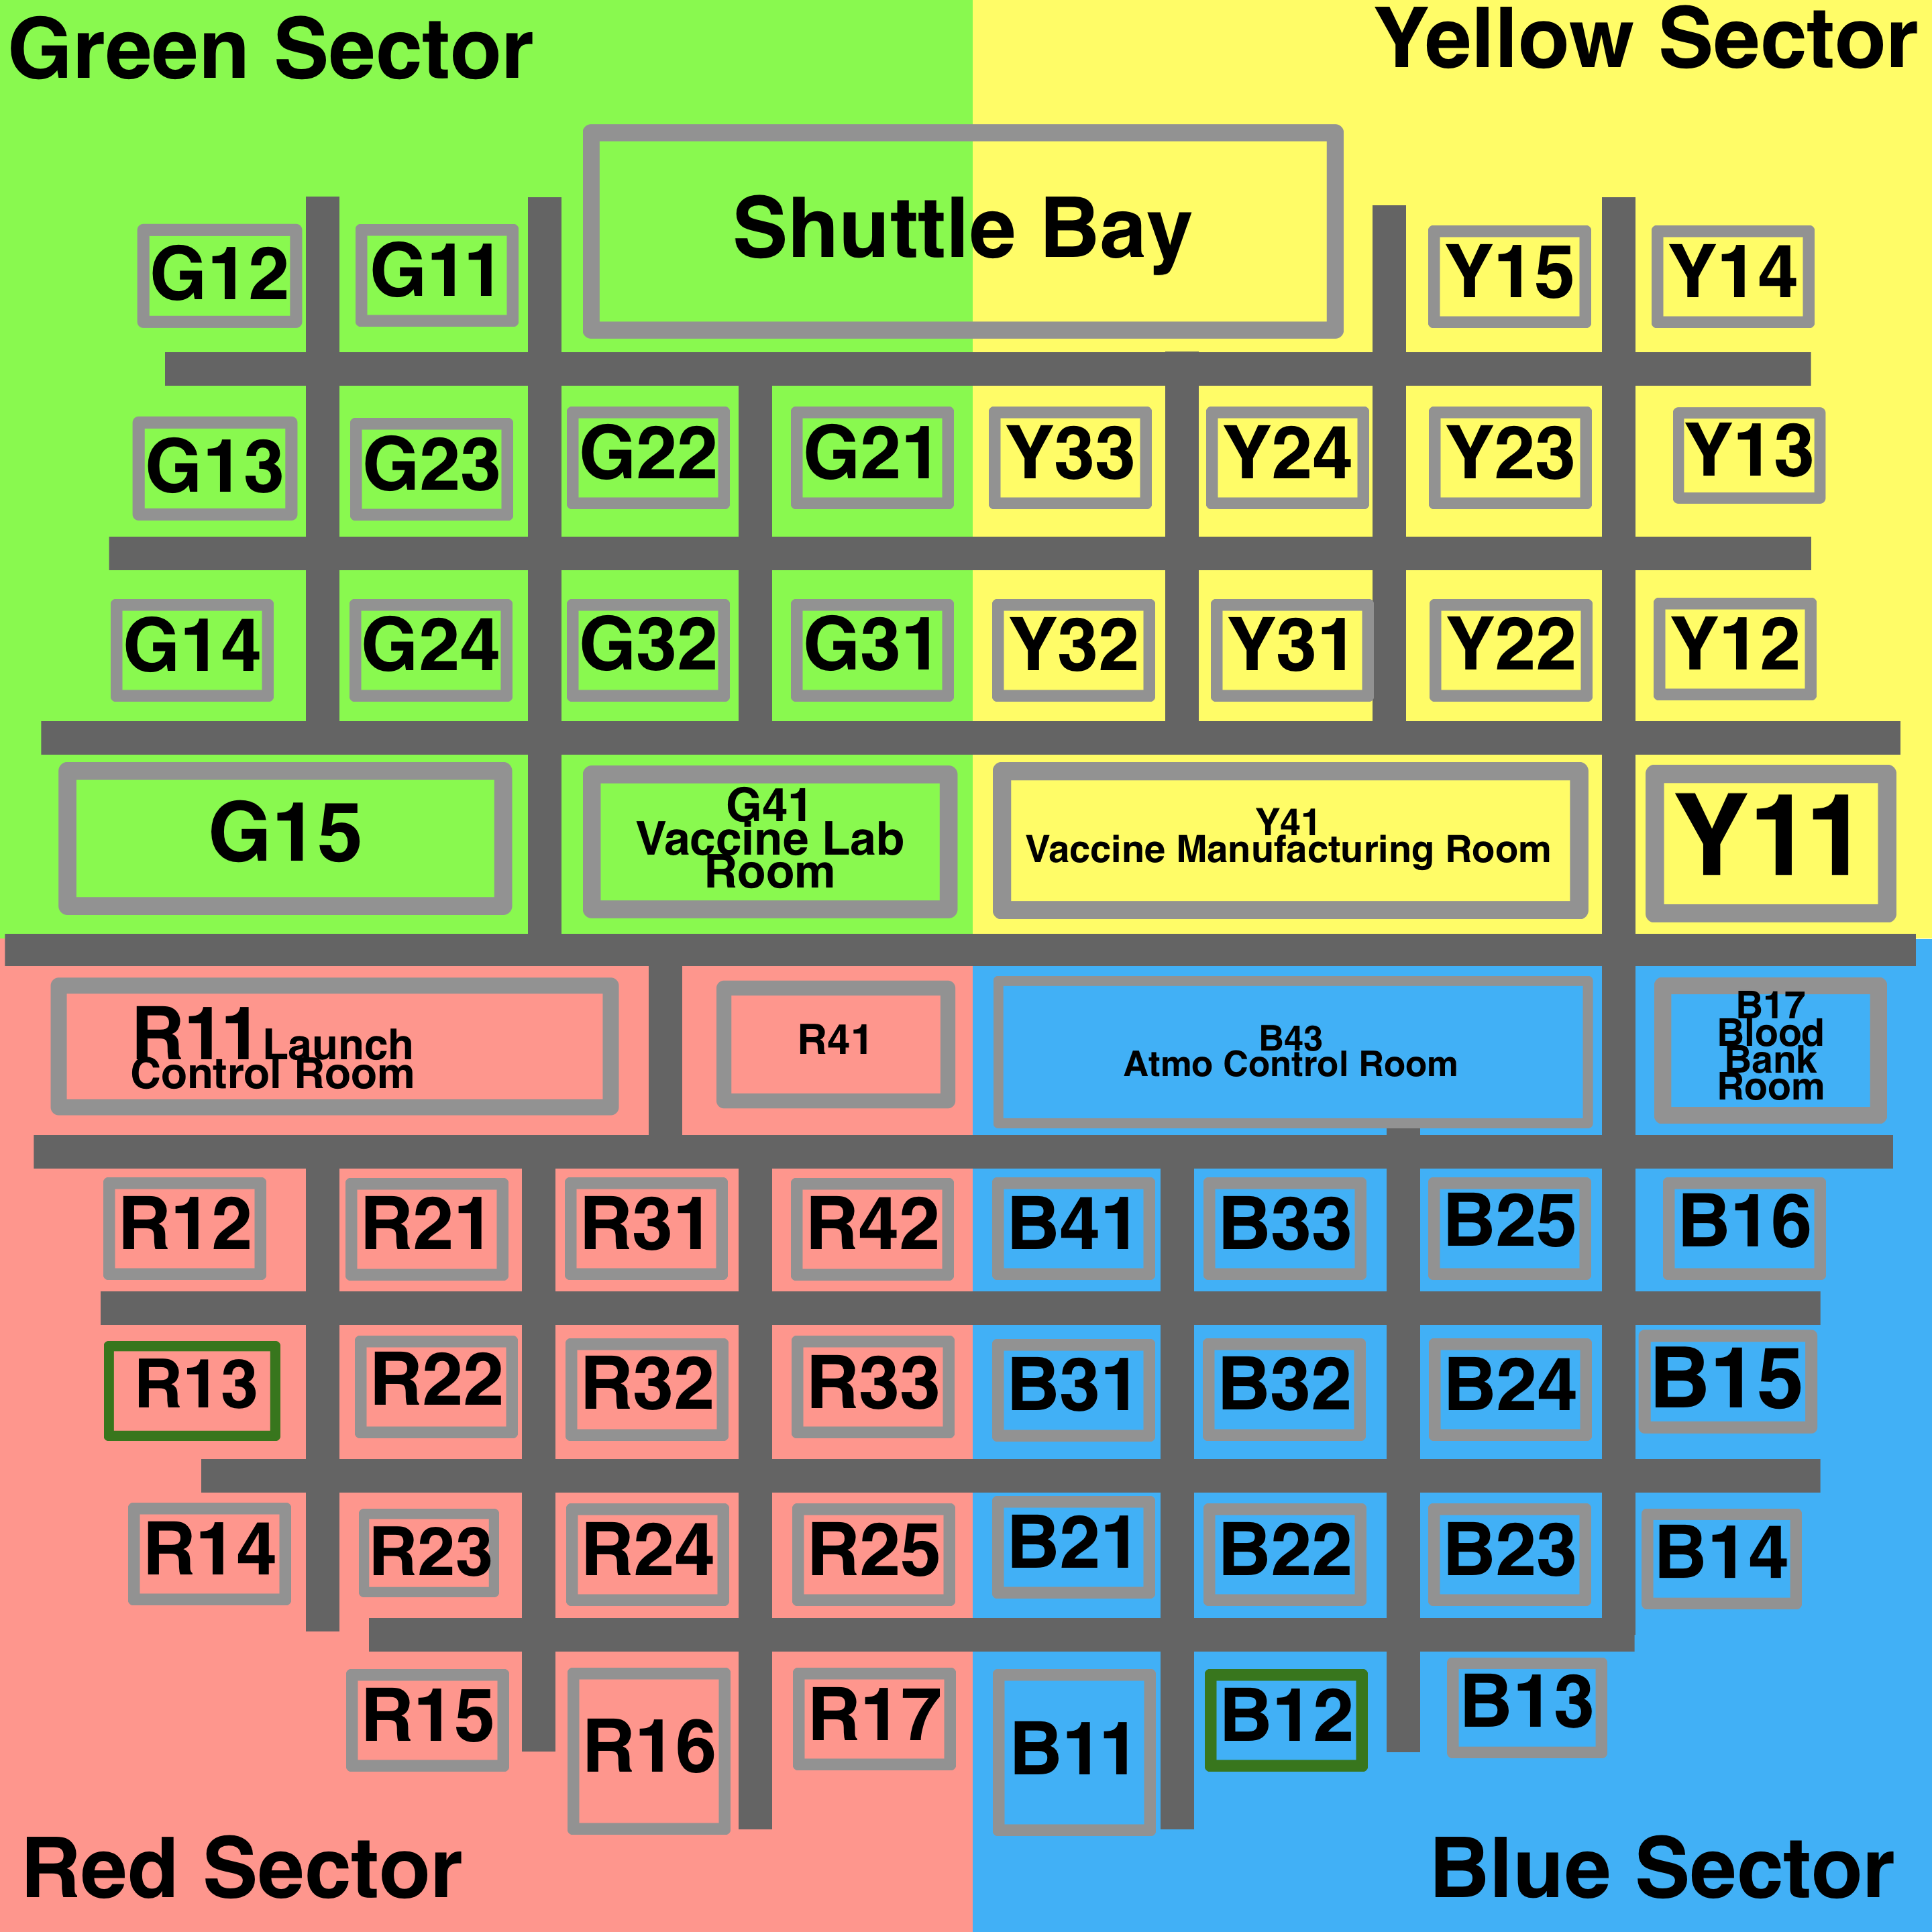 Green Sector
Yellow Sector
Shuttle Bay
G12
G11
Y15
Y14
G13
G23
G22
G21
Y33
Y24
Y23
Y13
G14
G24
G32
G31
Y32
Y31
Y22
Y12
G15
G41
Vaccine Lab
Room
Y41
Vaccine Manufacturing Room
Y11
R11 Launch
Control Room
R41
B43
Atmo Control Room
B17
Blood
Bank
Room
R12
R21
R31
R42
B41
B33
B25
B16
R13
R22
R32
R33
B31
B32
B24
B15
R14
R23
R24
R25
B21
B22
B23
B14
R15
R16
R17
B11
B12
B13
Red Sector
Blue Sector